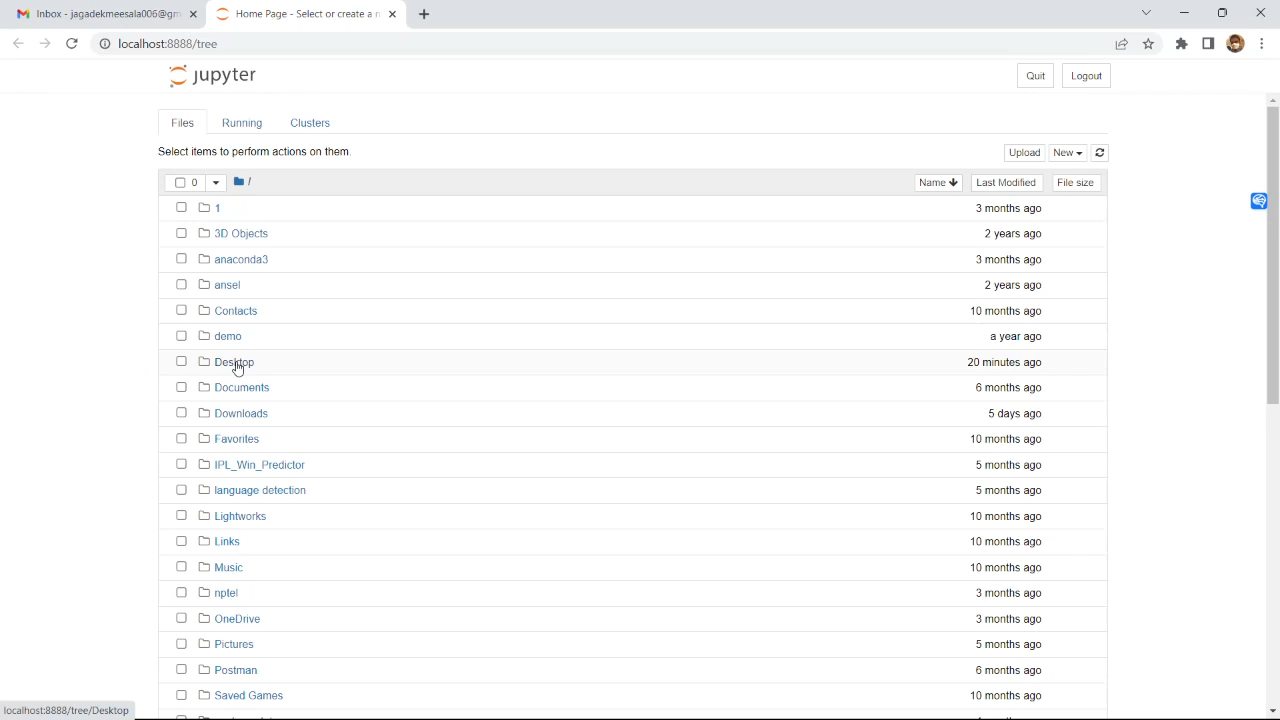 Inbox - jagadekmeesala006@gm
Home Page - Select or create a n
localhost:8888/tree
jupyter
Quit
Logout
Files
Running
Clusters
Select items to perform actions on them.
Upload
New
0
/
Name
Last Modified
File size
1
3 months ago
3D Objects
2 years ago
anaconda3
3 months ago
ansel
2 years ago
Contacts
10 months ago
demo
a year ago
Desktop
20 minutes ago
Documents
6 months ago
Downloads
5 days ago
Favorites
10 months ago
IPL_Win_Predictor
5 months ago
language detection
5 months ago
Lightworks
10 months ago
Links
10 months ago
Music
10 months ago
nptel
3 months ago
OneDrive
3 months ago
Pictures
5 months ago
Postman
6 months ago
Saved Games
10 months ago
localhost:8888/tree/Desktop